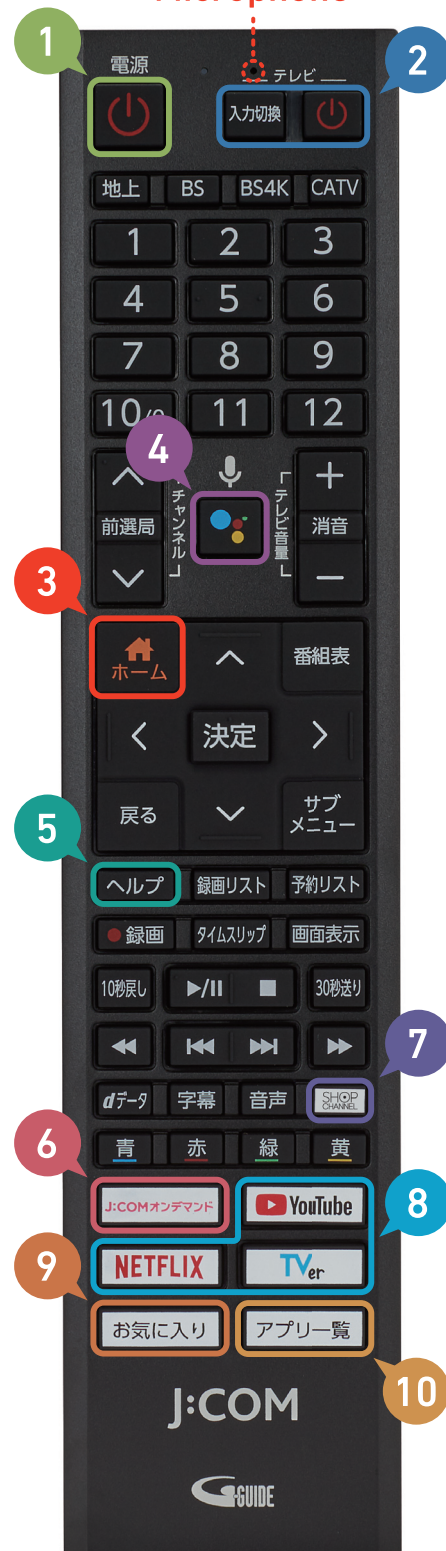 Microphone
1
電源
テレビ
2
入力切換
地上 BS BS4K CATV
1 2 3
4 5 6
7 8 9
10/0 11 12
4
チャンネル
テレビ音量
前選局
消音
3
ホーム
番組表
決定
戻る
サブ
メニュー
5
ヘルプ 録画リスト 予約リスト
録画 タイムスリップ 画面表示
10秒戻し
30秒送り
7
dデータ 字幕 音声 SHOP
CHANNEL
青 赤 緑 黄
6
J:COMオンデマンド YouTube
8
NETFLIX TVer
9
お気に入り アプリ一覧
10
J:COM
G-GUIDE